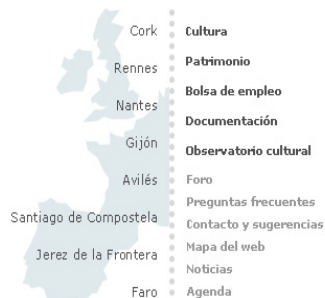 Cork
Rennes
Nantes
Gijón
Avilés
Santiago de Compostela
Jerez de la Frontera
Faro
Cultura
Patrimonio
Bolsa de empleo
Documentación
Observatorio cultural
Foro
Preguntas frecuentes
Contacto y sugerencias
Mapa del web
Noticias
Agenda